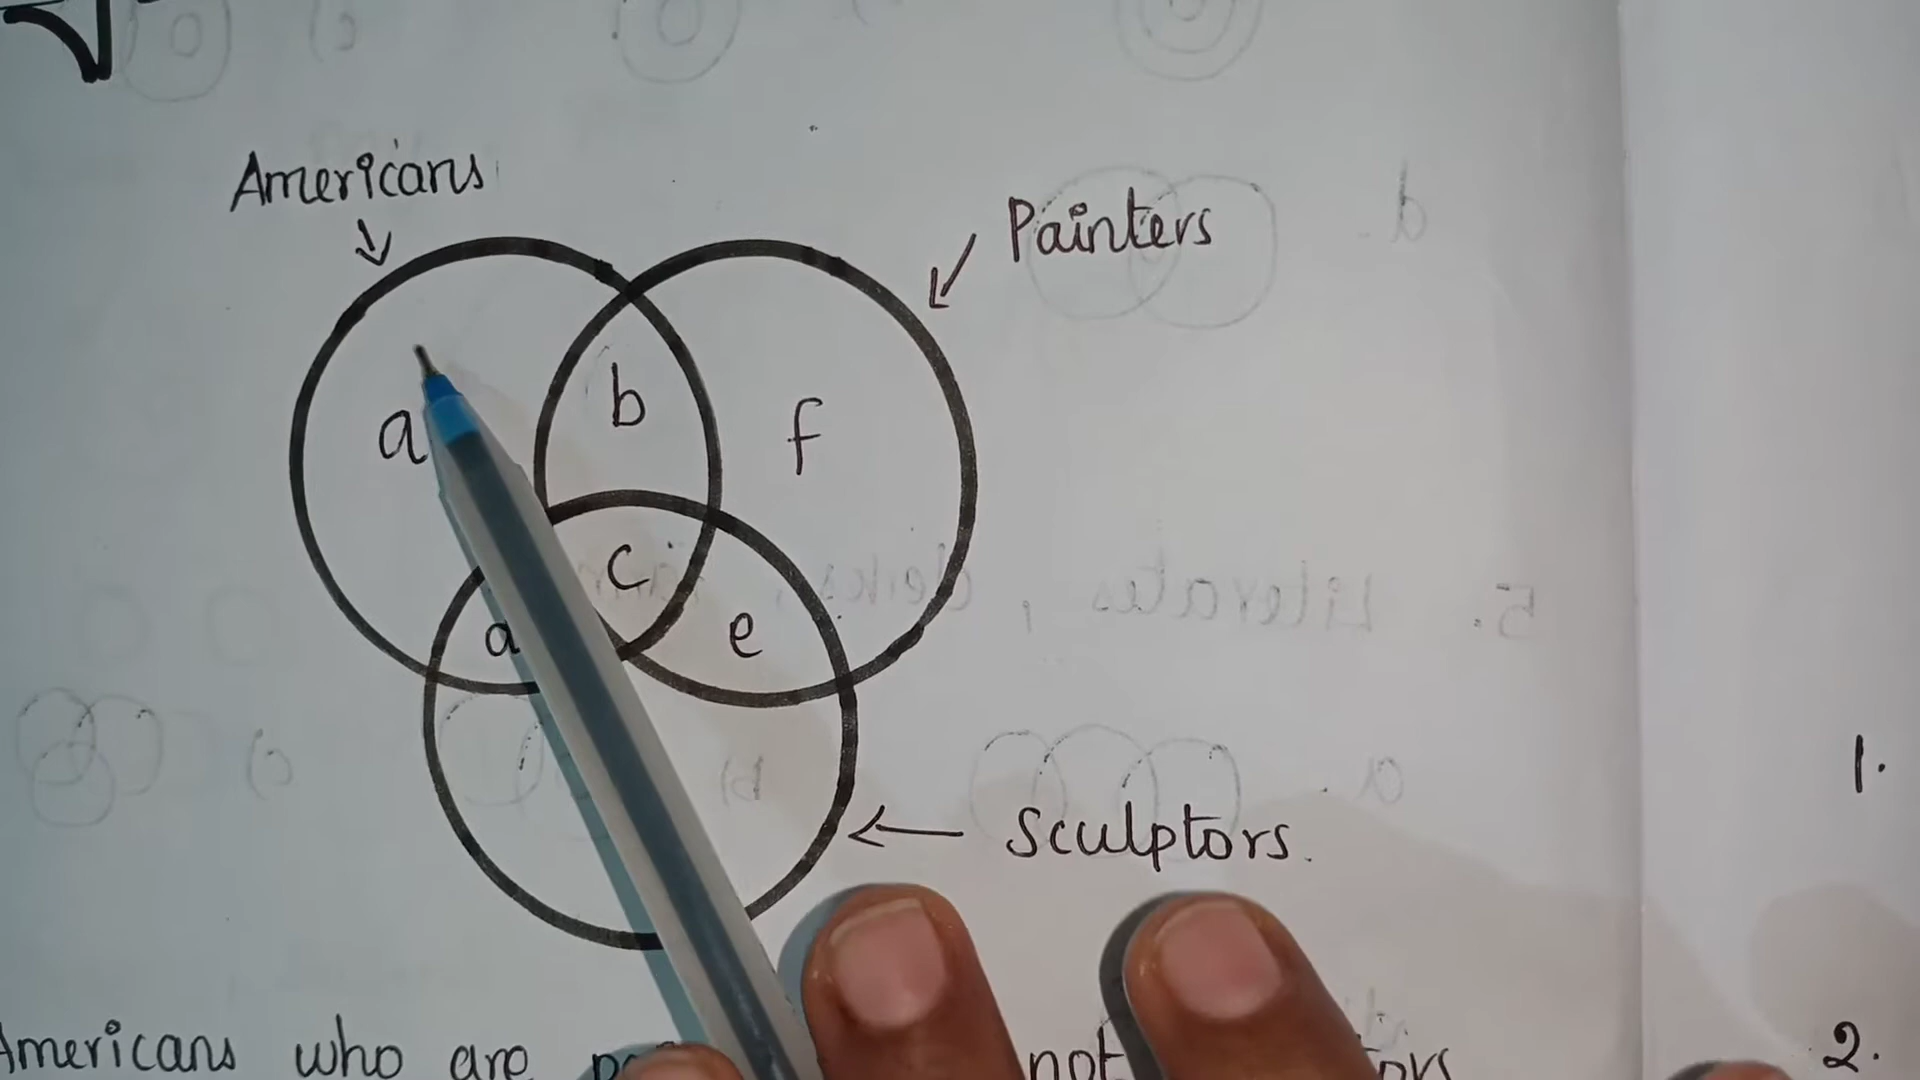 Americans
Painters
a
b
f
c
e
Sculptors.
1.
Americans who are not
2.